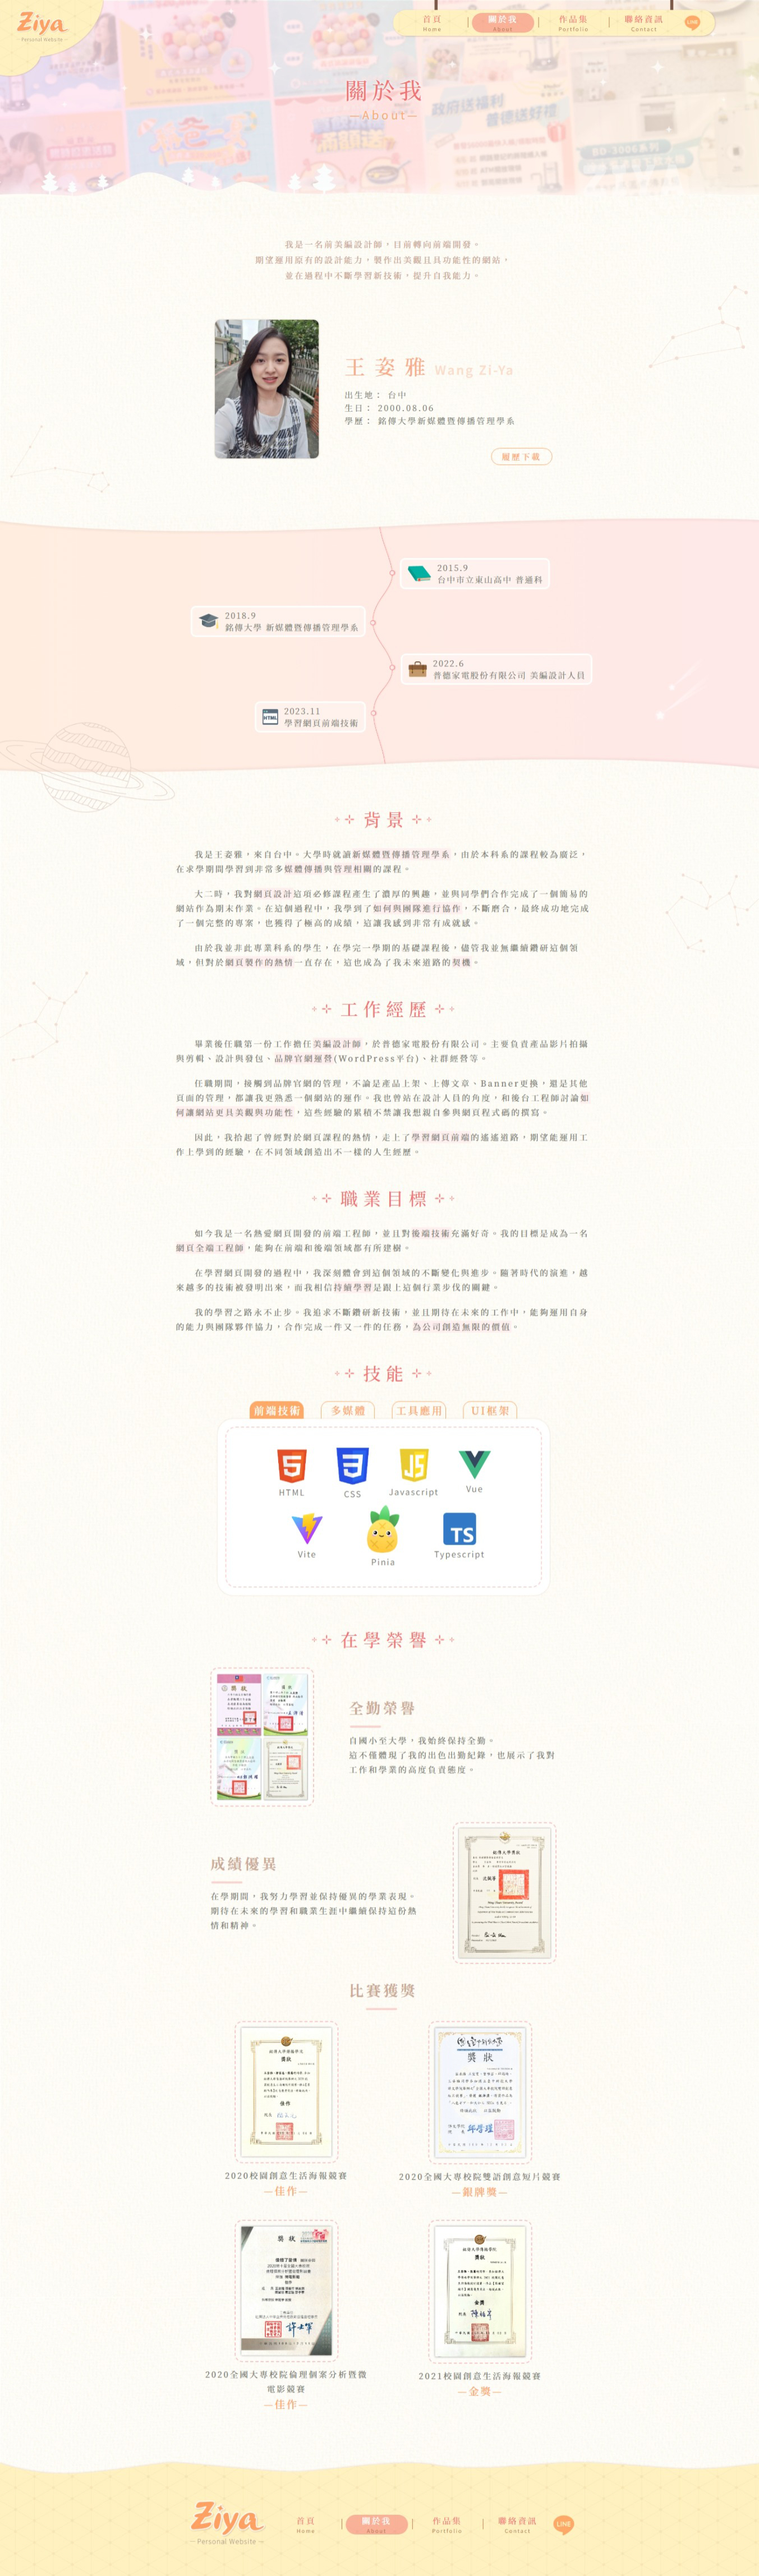 Ziya
Personal Website
首頁
Home
關於我
About
作品集
Portfolio
聯絡資訊
Contact
LINE
關於我
—About—
我是一名前美編設計師，目前轉向前端開發。
期望運用原有的設計能力，製作出美觀且具功能性的網站，
並在過程中不斷學習新技術，提升自我能力。
王姿雅 Wang Zi-Ya
出生地： 台中
生日： 2000.08.06
學歷： 銘傳大學新媒體暨傳播管理學系
履歷下載
2015.9
台中市立東山高中 普通科
2018.9
銘傳大學 新媒體暨傳播管理學系
2022.6
普德家電股份有限公司 美編設計人員
HTML
2023.11
學習網頁前端技術
背景
我是王姿雅，來自台中。大學時就讀新媒體暨傳播管理學系，由於本科系的課程較為廣泛，
在求學期間學習到非常多媒體傳播與管理相關的課程。
大二時，我對網頁設計這項必修課程產生了濃厚的興趣，並與同學們合作完成了一個簡易的
網站作為期末作業。在這個過程中，我學到了如何與團隊進行協作，不斷磨合，最終成功地完成
了一個完整的專案，也獲得了極高的成績，這讓我感到非常有成就感。
由於我並非此專業科系的學生，在學完一學期的基礎課程後，儘管我並無繼續鑽研這個領
域，但對於網頁製作的熱情一直存在，這也成為了我未來道路的契機。
工作經歷
畢業後任職第一份工作擔任美編設計師，於普德家電股份有限公司。主要負責產品影片拍攝
與剪輯、設計與發包、品牌官網運營(WordPress平台)、社群經營等。
任職期間，接觸到品牌官網的管理，不論是產品上架、上傳文章、Banner更換，還是其他
頁面的管理，都讓我更熟悉一個網站的運作。我也曾站在設計人員的角度，和後台工程師討論如
何讓網站更具美觀與功能性，這些經驗的累積不禁讓我想親自參與網頁程式碼的撰寫。
因此，我拾起了曾經對於網頁課程的熱情，走上了學習網頁前端的遙遙道路，期望能運用工
作上學到的經驗，在不同領域創造出不一樣的人生經歷。
職業目標
如今我是一名熱愛網頁開發的前端工程師，並且對後端技術充滿好奇。我的目標是成為一名
網頁全端工程師，能夠在前端和後端領域都有所建樹。
在學習網頁開發的過程中，我深刻體會到這個領域的不斷變化與進步。隨著時代的演進，越
來越多的技術被發明出來，而我相信持續學習是跟上這個行業步伐的關鍵。
我的學習之路永不止步。我追求不斷鑽研新技術，並且期待在未來的工作中，能夠運用自身
的能力與團隊夥伴協力，合作完成一件又一件的任務，為公司創造無限的價值。
技能
前端技術
多媒體
工具應用
UI框架
HTML
CSS
Javascript
Vue
Vite
Pinia
TS
Typescript
在學榮譽
全勤榮譽
自國小至大學，我始終保持全勤。
這不僅體現了我的出色出勤紀錄，也展示了我對
工作和學業的高度負責態度。
成績優異
在學期間，我努力學習並保持優異的學業表現。
期待在未來的學習和職業生涯中繼續保持這份熱
情和精神。
比賽獲獎
2020校園創意生活海報競賽
—佳作—
2020全國大專校院雙語創意短片競賽
—銀牌獎—
2020全國大專校院倫理個案分析暨微
電影競賽
—佳作—
2021校園創意生活海報競賽
—金獎—
Ziya
Personal Website
首頁
Home
關於我
About
作品集
Portfolio
聯絡資訊
Contact
LINE